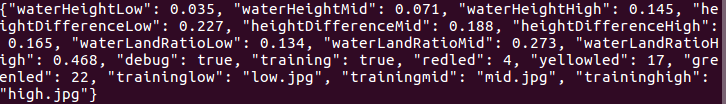 {"waterHeightLow": 0.035, "waterHeightMid": 0.071, "waterHeightHigh": 0.145, "he
ightDifferenceLow": 0.227, "heightDifferenceMid": 0.188, "heightDifferenceHigh":
 0.165, "waterLandRatioLow": 0.134, "waterLandRatioMid": 0.273, "waterLandRatioH
igh": 0.468, "debug": true, "training": true, "redled": 4, "yellowled": 17, "gre
enled": 22, "traininglow": "low.jpg", "trainingmid": "mid.jpg", "traininghigh":
"high.jpg"}